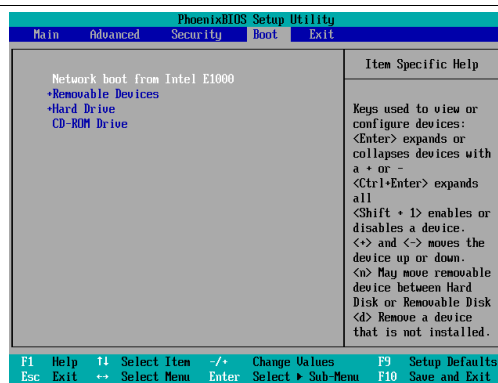 PhoenixBIOS Setup Utility
Main Advanced Security Boot Exit
Network boot from Intel E1000
+Removable Devices
+Hard Drive
CD-ROM Drive
Item Specific Help
Keys used to view or
configure devices:
<Enter> expands or
collapses devices with
a + or -
<Ctrl+Enter> expands
all
<Shift + 1> enables or
disables a device.
<+> and <-> moves the
device up or down.
<n> May move removable
device between Hard
Disk or Removable Disk
<d> Remove a device
that is not installed.
F1 Help ↑↓ Select Item -/+ Change Values F9 Setup Defaults
Esc Exit ↔ Select Menu Enter Select ▶ Sub-Menu F10 Save and Exit